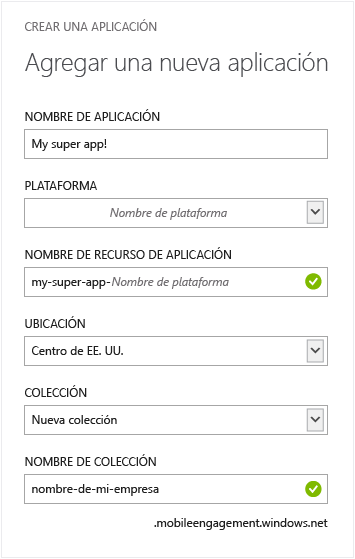 CREAR UNA APLICACIÓN
Agregar una nueva aplicación
NOMBRE DE APLICACIÓN
My super app!
PLATAFORMA
Nombre de plataforma
NOMBRE DE RECURSO DE APLICACIÓN
my-super-app-Nombre de plataforma
UBICACIÓN
Centro de EE. UU.
COLECCIÓN
Nueva colección
NOMBRE DE COLECCIÓN
nombre-de-mi-empresa
.mobileengagement.windows.net